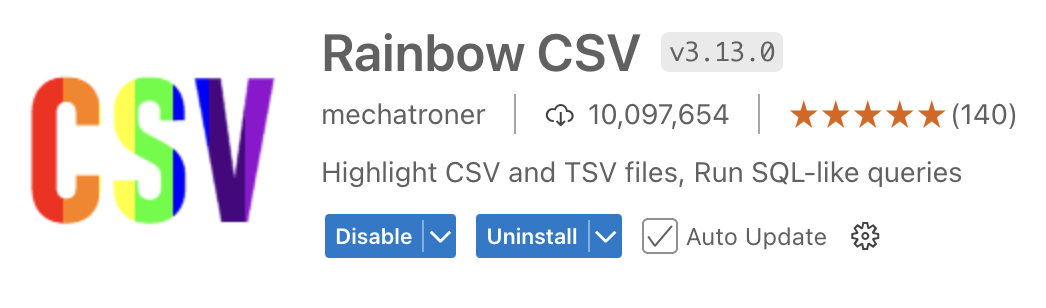 CSV
Rainbow CSV v3.13.0
mechatroner 10,097,654 (140)
Highlight CSV and TSV files, Run SQL-like queries
Disable Uninstall Auto Update